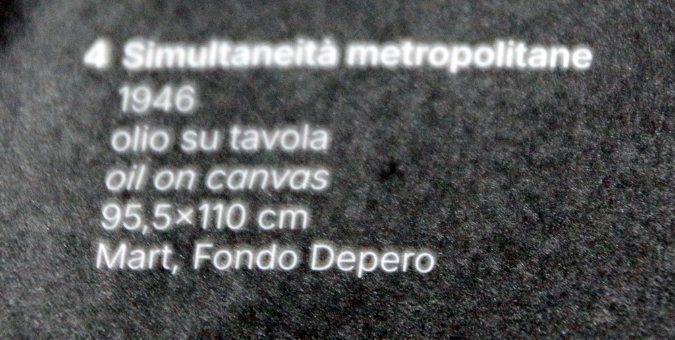 4 Simultaneità metropolitane
1946
olio su tavola
oil on canvas
95,5×110 cm
Mart, Fondo Depero